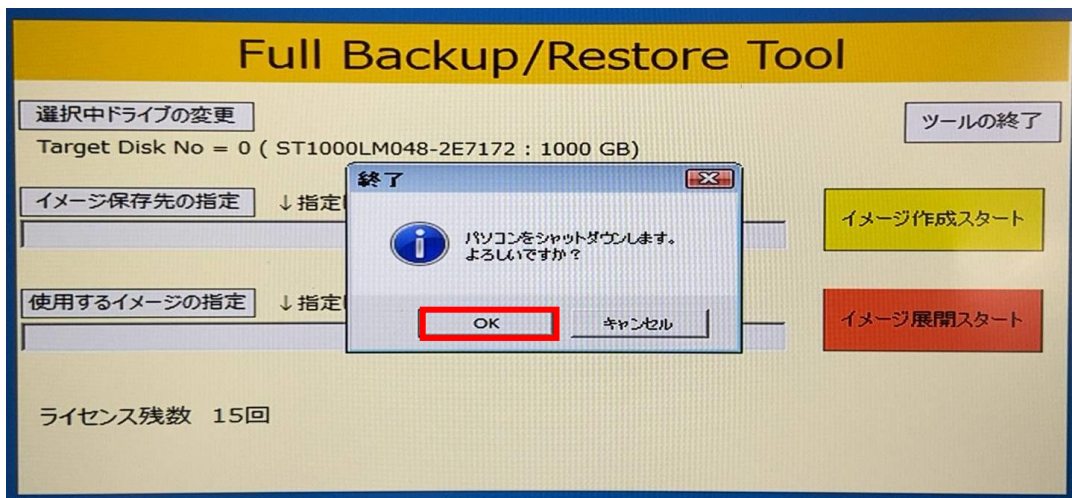 Full Backup/Restore Tool
選択中ドライブの変更
ツールの終了
Target Disk No = 0 ( ST1000LM048-2E7172 : 1000 GB)
終了
イメージ保存先の指定
↓指定
イメージ作成スタート
パソコンをシャットダウンします。
よろしいですか？
使用するイメージの指定
↓指定
OK
キャンセル
イメージ展開スタート
ライセンス残数 15回